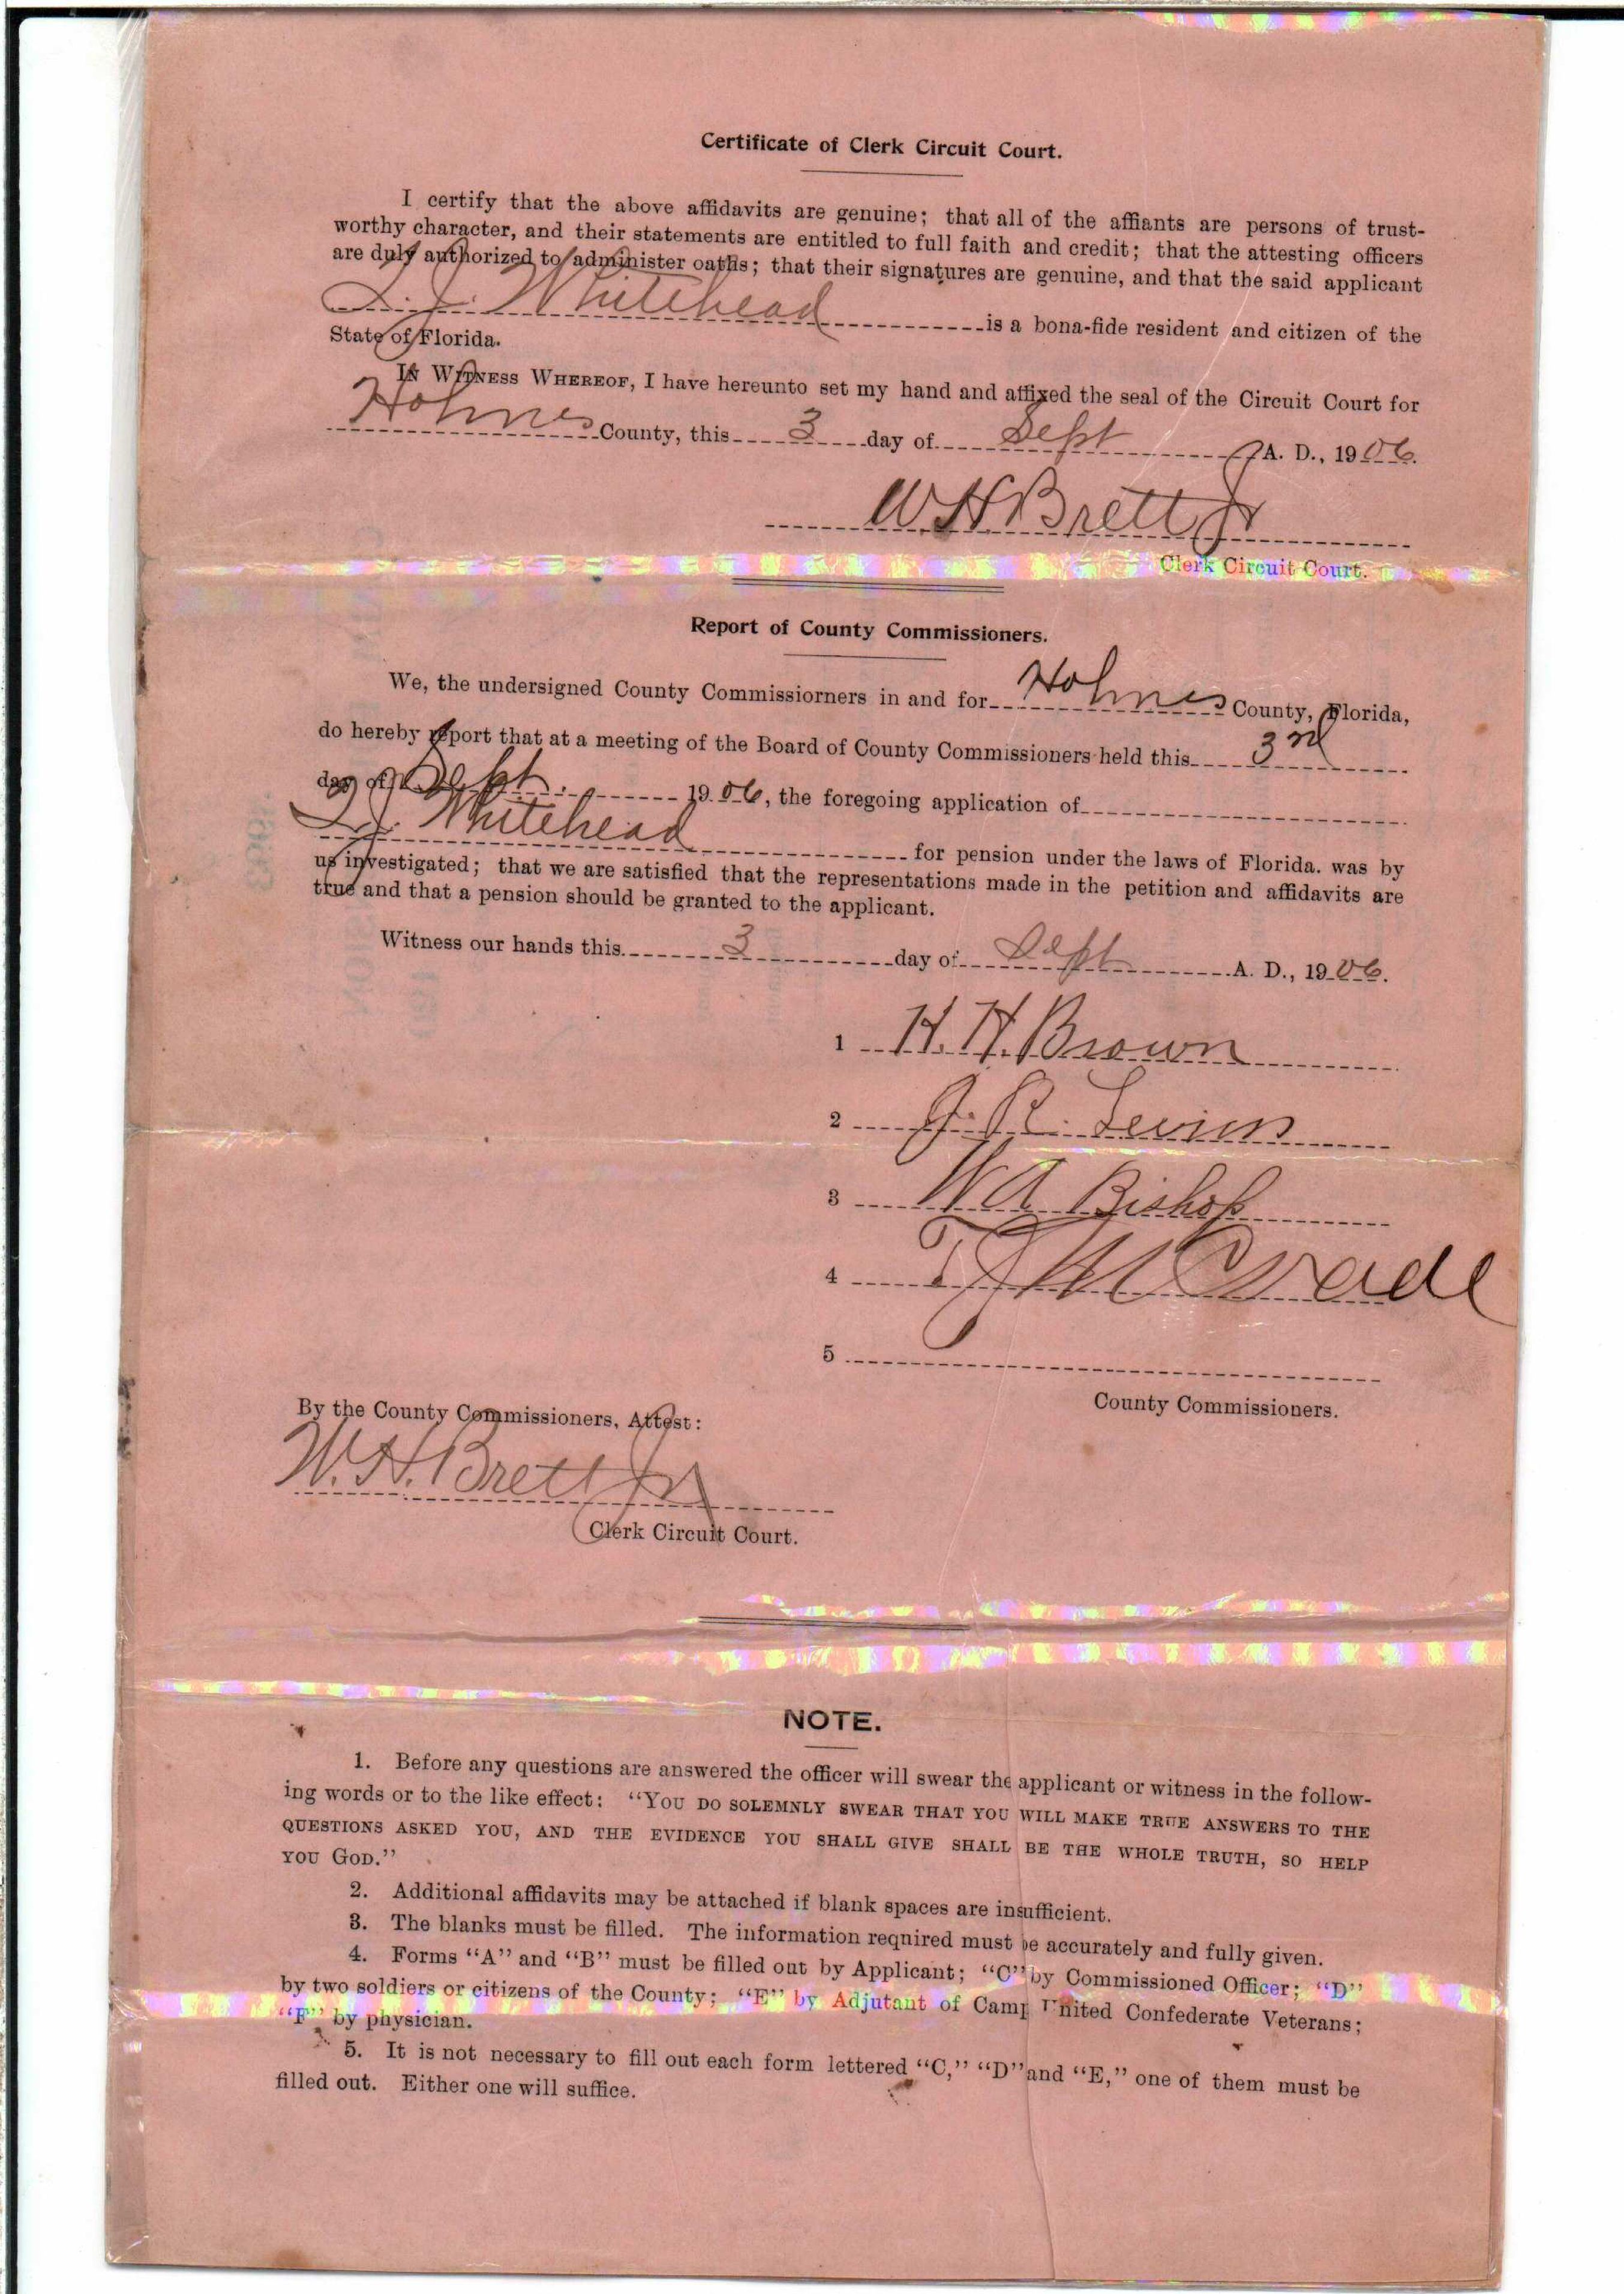 Certificate of Clerk Circuit Court.
I certify that the above affidavits are genuine; that all of the affiants are persons of trust-
worthy character, and their statements are entitled to full faith and credit; that the attesting officers
are duly authorized to administer oaths; that their signatures are genuine, and that the said applicant
J. Whitehead is a bona-fide resident and citizen of the
State of Florida.
IN WITNESS WHEREOF, I have hereunto set my hand and affixed the seal of the Circuit Court for
Holmes County, this 3 day of Sept A. D., 1906.
W H Brett Jr
Clerk Circuit Court.
Report of County Commissioners.
We, the undersigned County Commissiorners in and for Holmes County, Florida,
do hereby report that at a meeting of the Board of County Commissioners held this 3rd
day of Sept. 1906, the foregoing application of
J. Whitehead for pension under the laws of Florida. was by
us investigated; that we are satisfied that the representations made in the petition and affidavits are
true and that a pension should be granted to the applicant.
Witness our hands this 3 day of Sept A. D., 1906.
1 H. H. Brown
2 J. R.
3 W A Bishop
4
5
County Commissioners.
By the County Commissioners, Attest:
W. H. Brett Jr
Clerk Circuit Court.
NOTE.
1. Before any questions are answered the officer will swear the applicant or witness in the follow-
ing words or to the like effect: "YOU DO SOLEMNLY SWEAR THAT YOU WILL MAKE TRUE ANSWERS TO THE
QUESTIONS ASKED YOU, AND THE EVIDENCE YOU SHALL GIVE SHALL BE THE WHOLE TRUTH, SO HELP
YOU GOD."
2. Additional affidavits may be attached if blank spaces are insufficient.
3. The blanks must be filled. The information reqnired must be accurately and fully given.
4. Forms "A" and "B" must be filled out by Applicant; "C" by Commissioned Officer; "D"
by two soldiers or citizens of the County; "E" by Adjutant of Camp United Confederate Veterans;
"F" by physician.
5. It is not necessary to fill out each form lettered "C," "D" and "E," one of them must be
filled out. Either one will suffice.